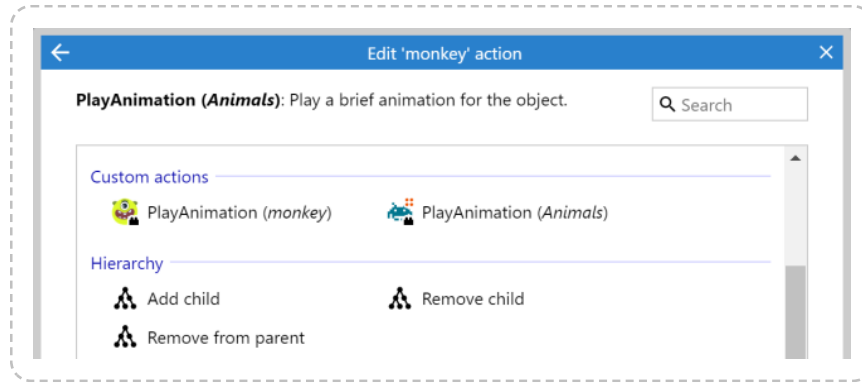 Edit 'monkey' action
PlayAnimation (Animals): Play a brief animation for the object.
Search
Custom actions
PlayAnimation (monkey)
PlayAnimation (Animals)
Hierarchy
Add child
Remove child
Remove from parent